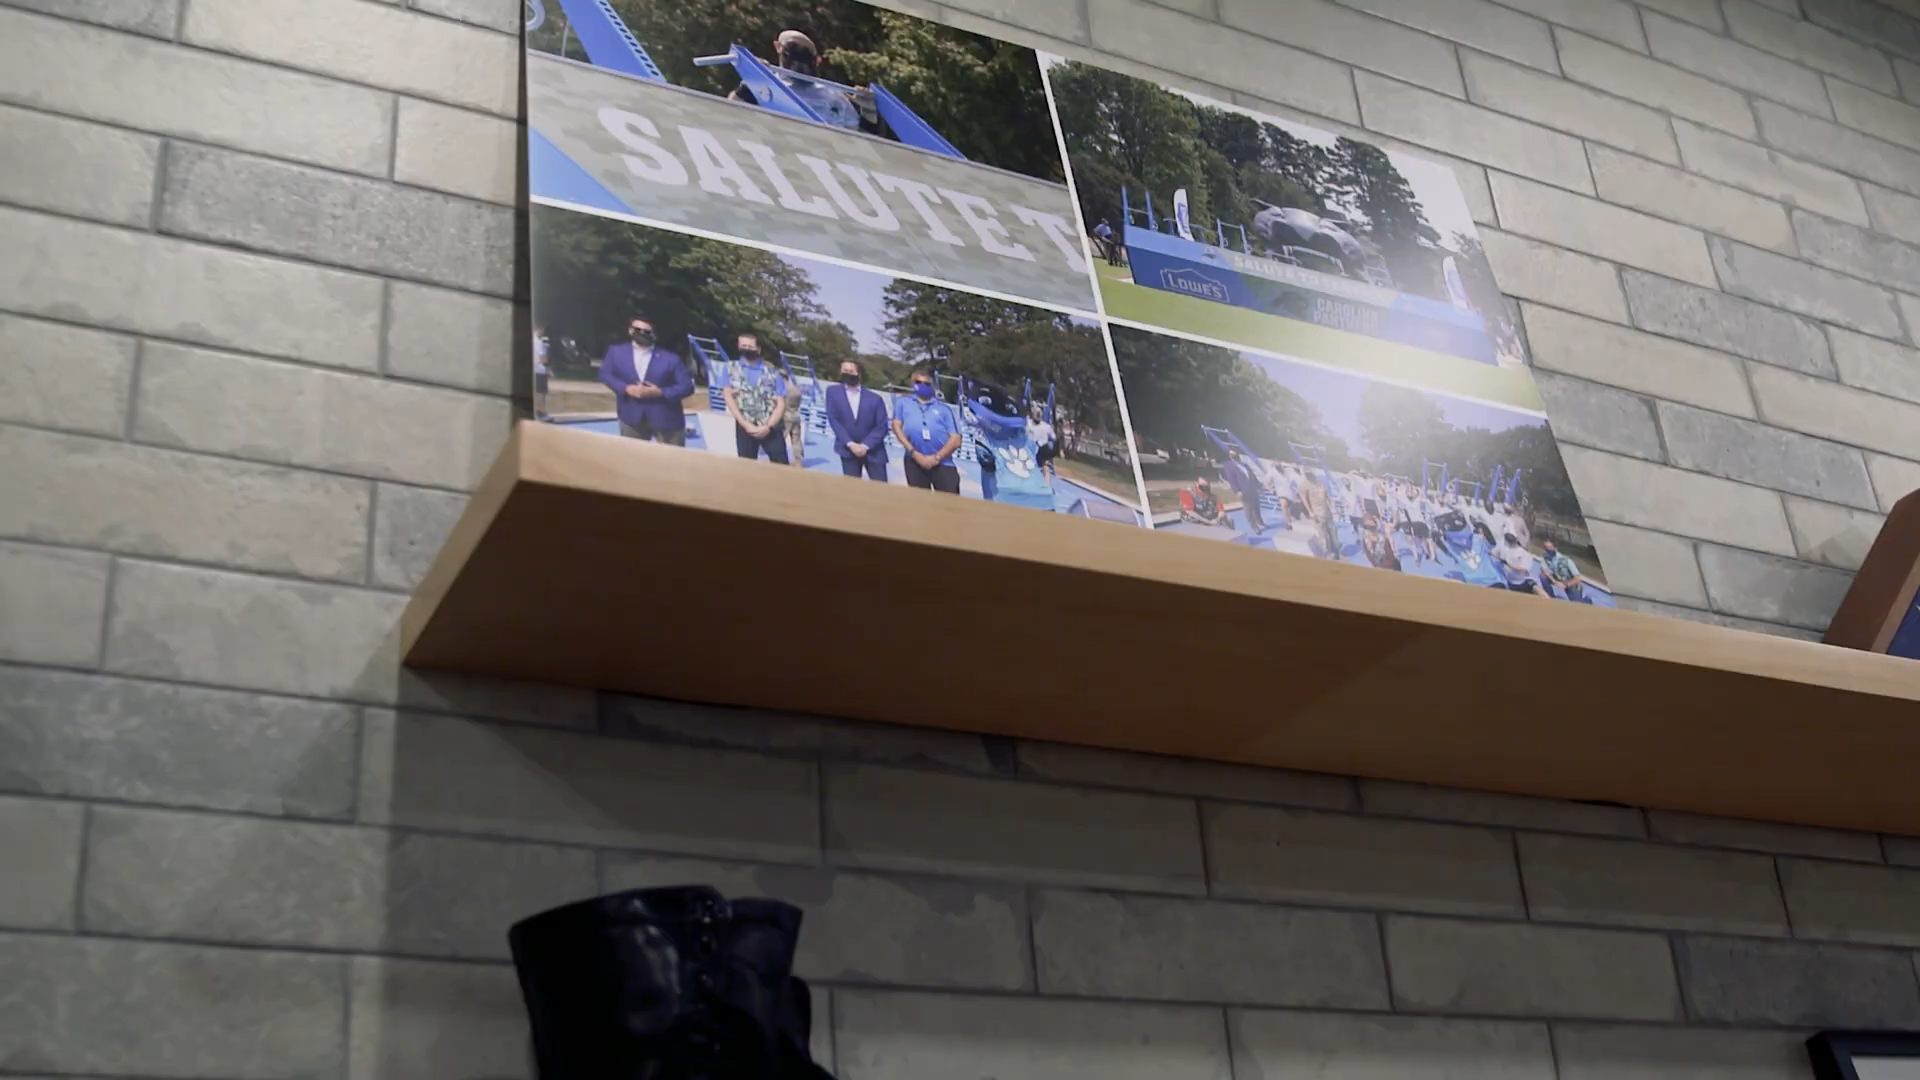 SALUTE T
SALUTE TO
LOWE'S
CAROLINA
PANTHERS